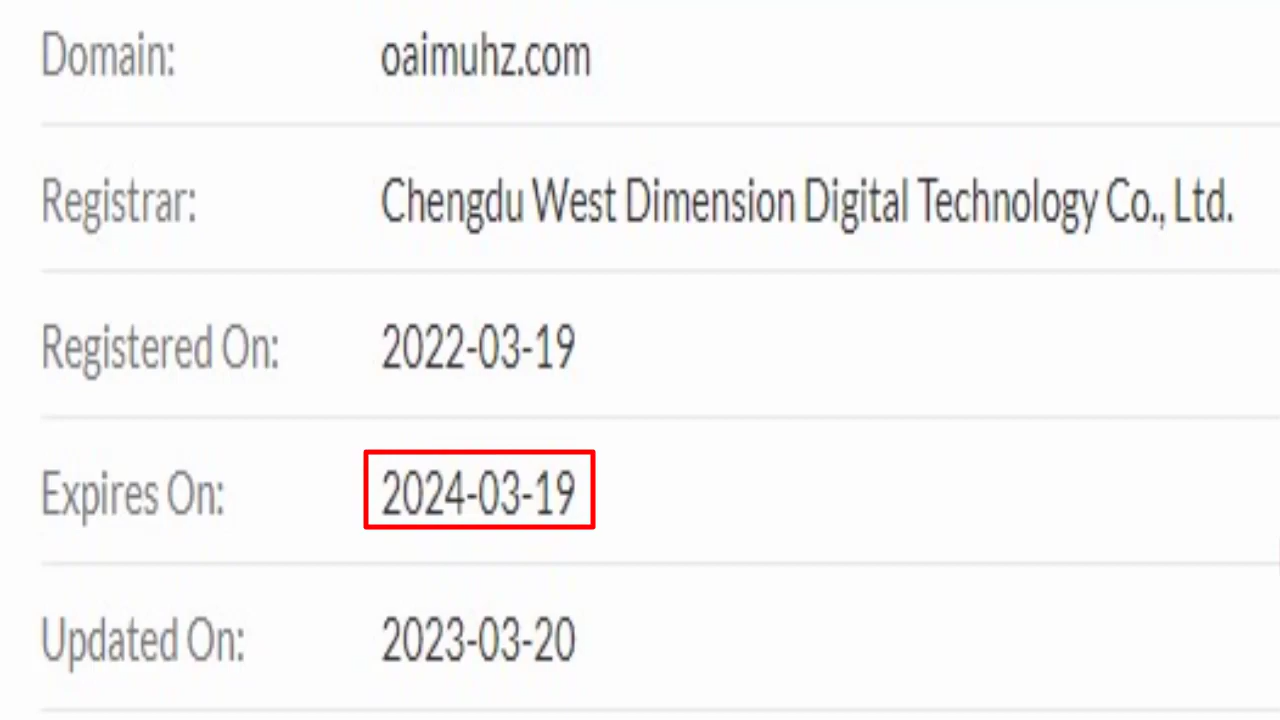 Domain: oaimuhz.com
Registrar: Chengdu West Dimension Digital Technology Co., Ltd.
Registered On: 2022-03-19
Expires On: 2024-03-19
Updated On: 2023-03-20